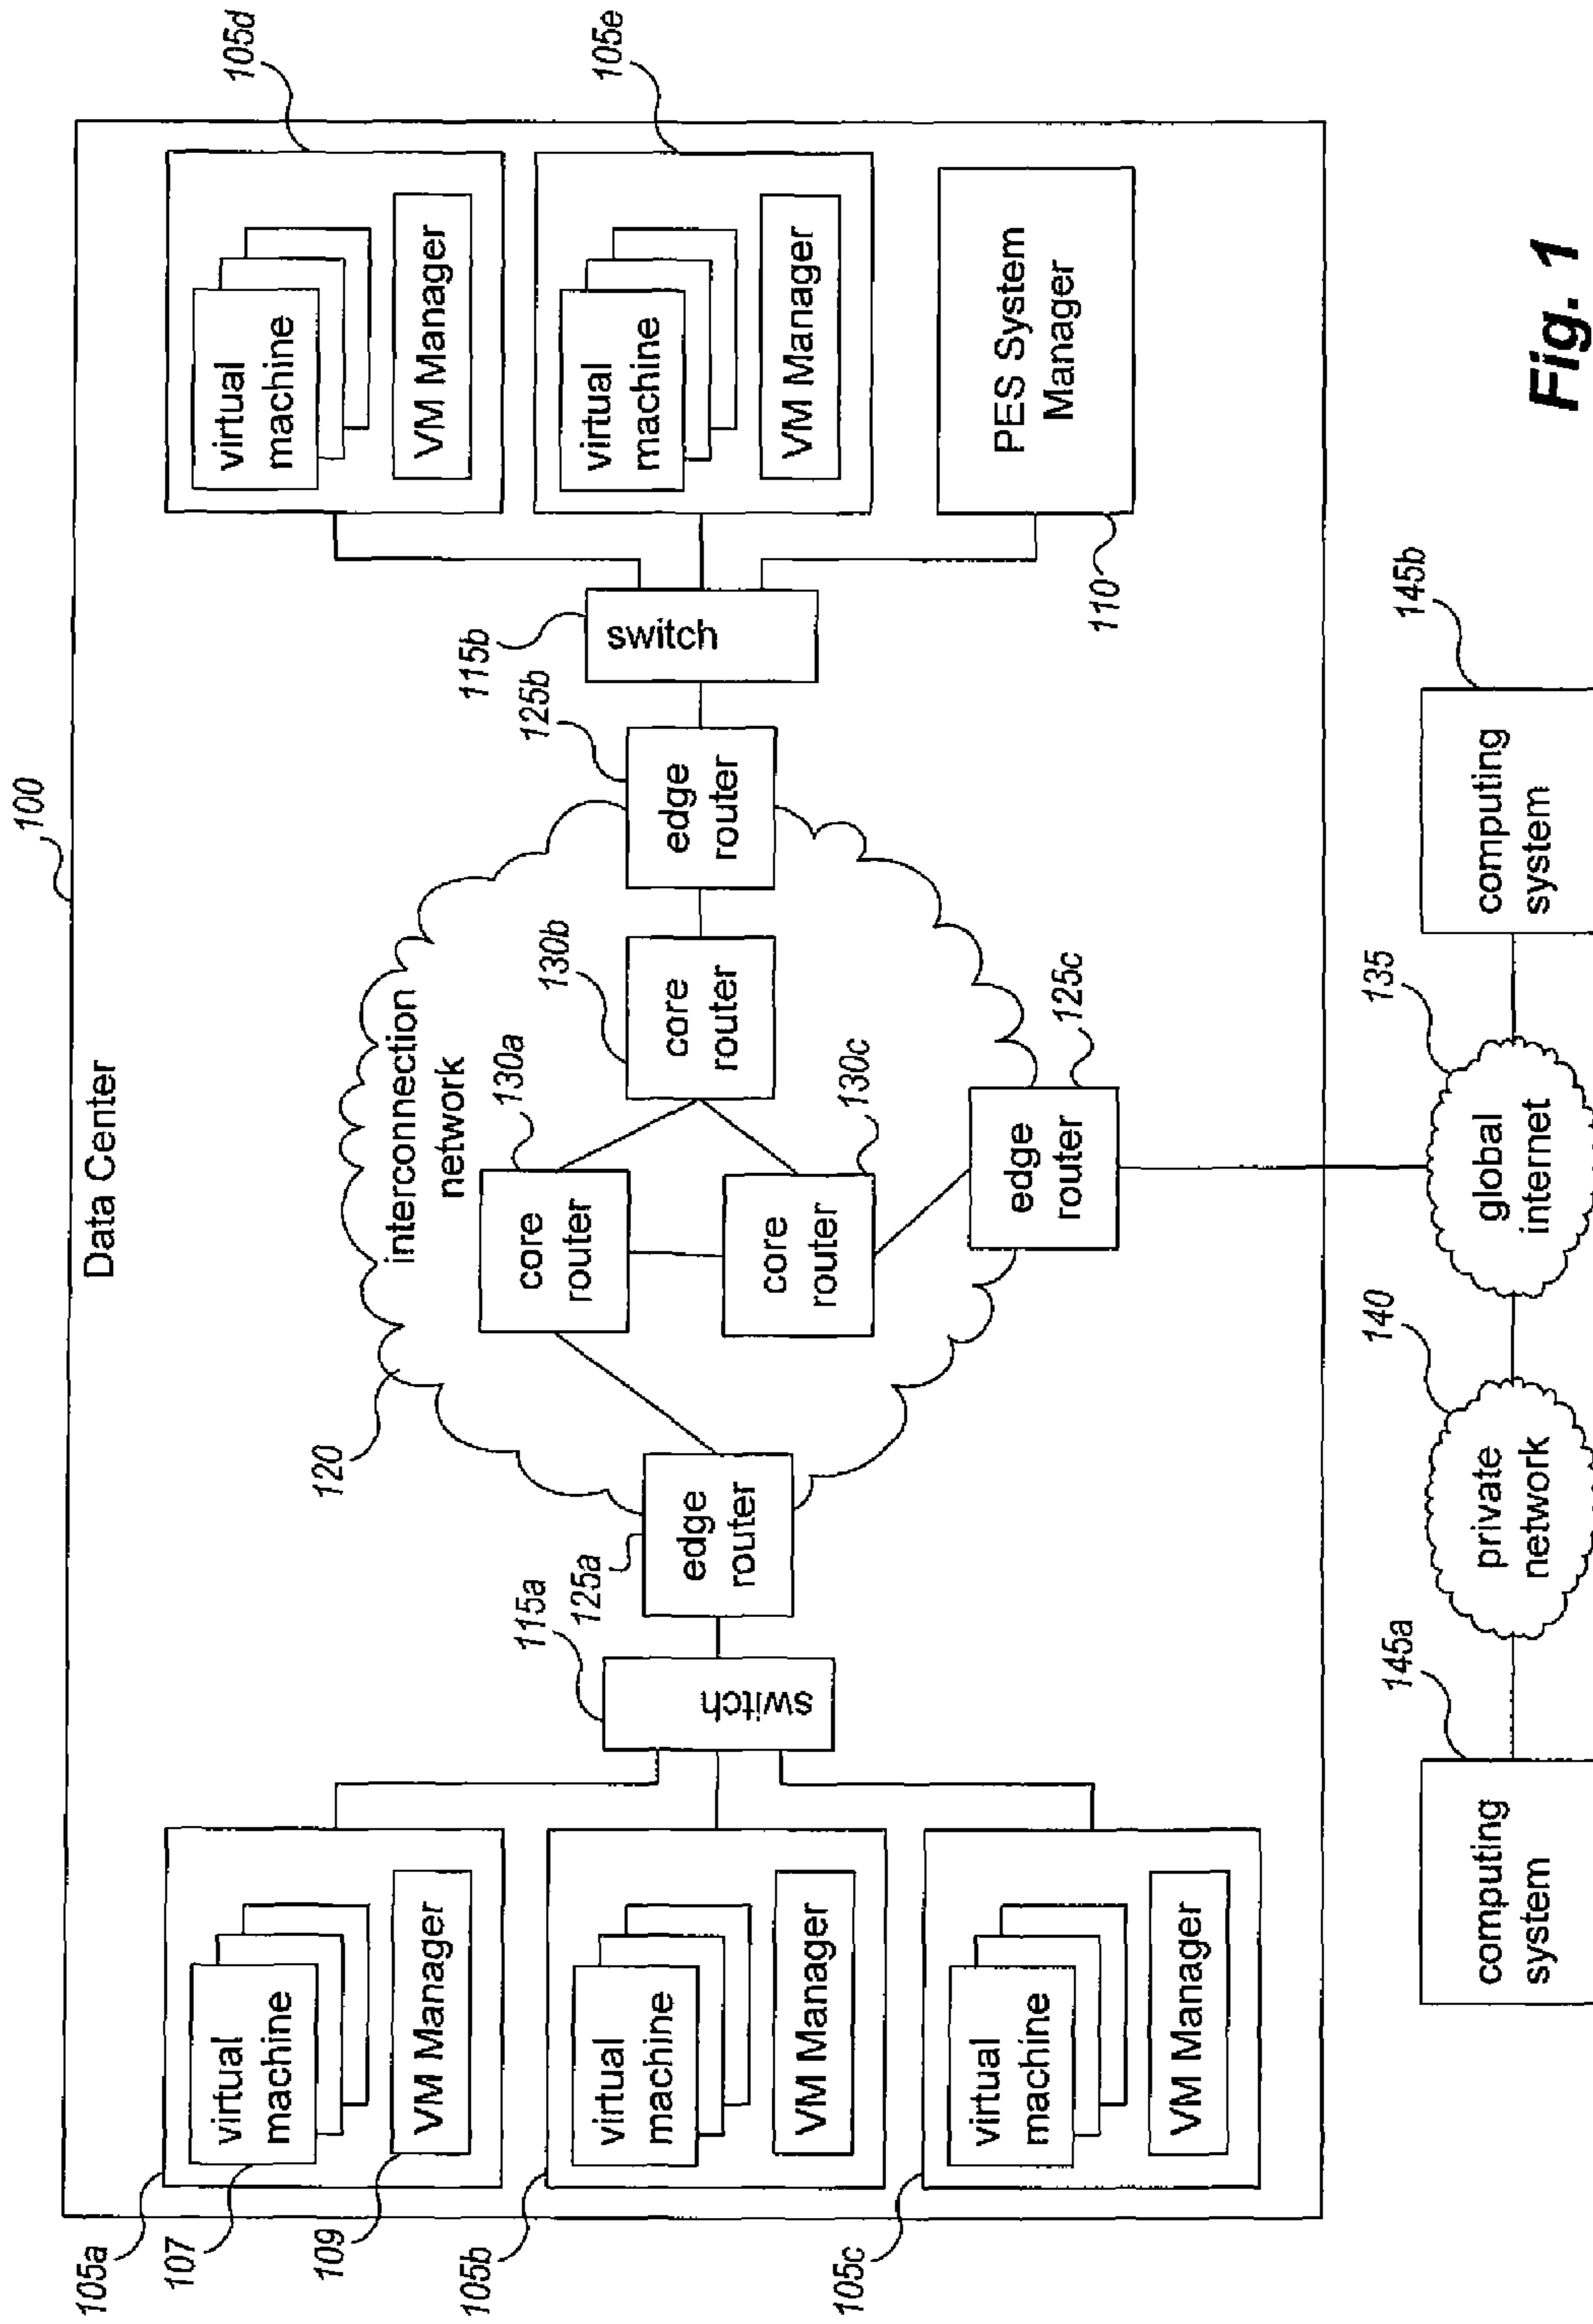 100
Data Center
105a
virtual
machine
107
VM Manager
109
105b
virtual
machine
VM Manager
105c
virtual
machine
VM Manager
115a
switch
125a
edge
router
120
interconnection
network
130a
core
router
130b
core
router
130c
core
router
125b
edge
router
125c
edge
router
115b
switch
105d
virtual
machine
VM Manager
105e
virtual
machine
VM Manager
PES System
Manager
110
145a
computing
system
140
private
network
135
global
internet
145b
computing
system
Fig. 1